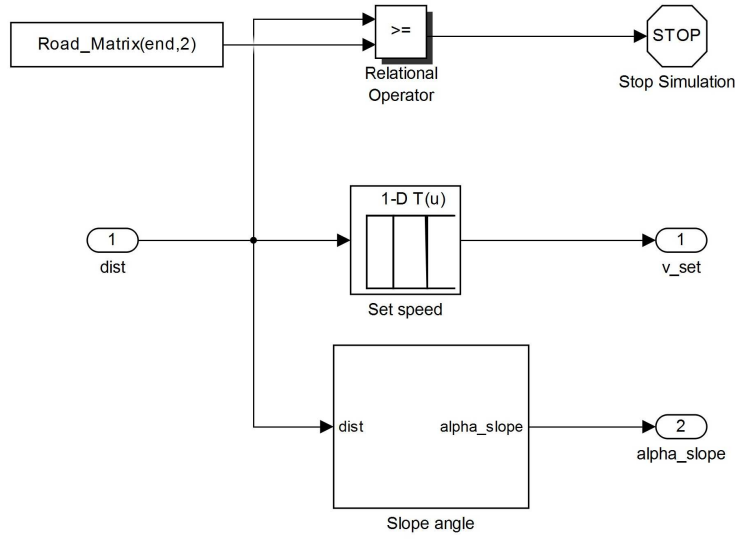 Road_Matrix(end,2)
>=
Relational
Operator
STOP
Stop Simulation
1
dist
1-D T(u)
Set speed
1
v_set
dist
alpha_slope
Slope angle
2
alpha_slope